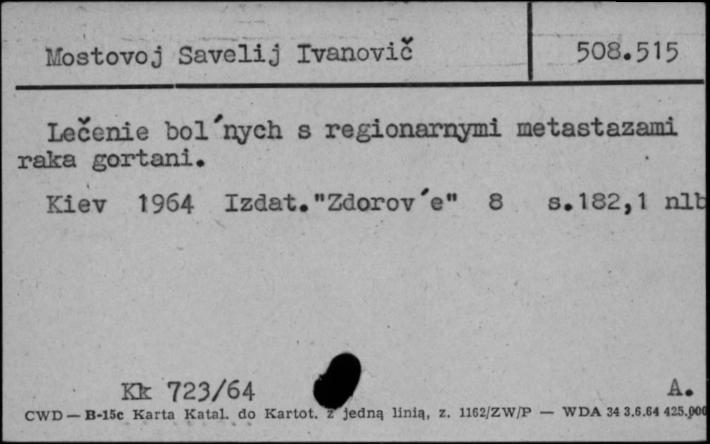 Mostovoj Savelij Ivanovič 508.515
Lečenie bol´nych s regionarnymi metastazami
raka gortani.
Kiev 1964 Izdat."Zdorov´e" 8 s.182,1 nlb
Kk 723/64 A.
CWD — B-15c Karta Katal. do Kartot. z jedną linią, z. 1162/ZW/P — WDA 34 3.6.64 425.000